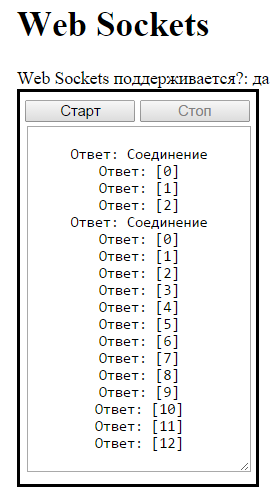 Web Sockets
Web Sockets поддерживается?: да
Старт Стоп
Ответ: Соединение
Ответ: [0]
Ответ: [1]
Ответ: [2]
Ответ: Соединение
Ответ: [0]
Ответ: [1]
Ответ: [2]
Ответ: [3]
Ответ: [4]
Ответ: [5]
Ответ: [6]
Ответ: [7]
Ответ: [8]
Ответ: [9]
Ответ: [10]
Ответ: [11]
Ответ: [12]